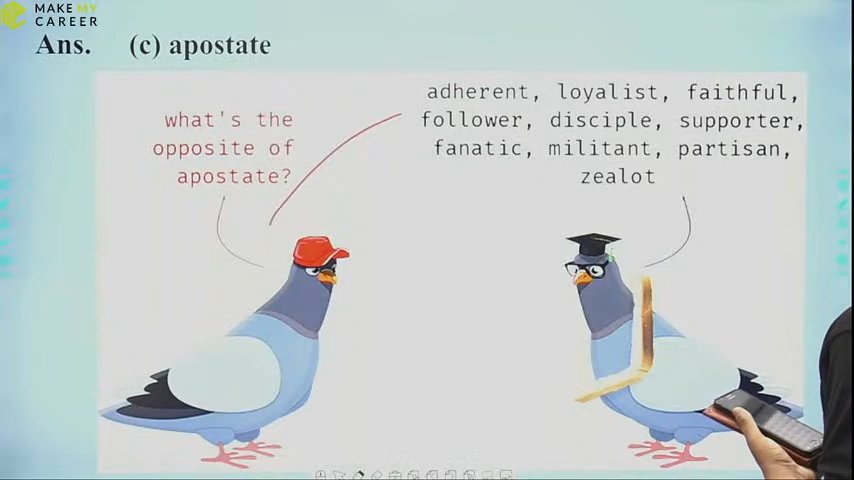 MAKE MY
CAREER
Ans. (c) apostate
what's the
opposite of
apostate?
adherent, loyalist, faithful,
follower, disciple, supporter,
fanatic, militant, partisan,
zealot